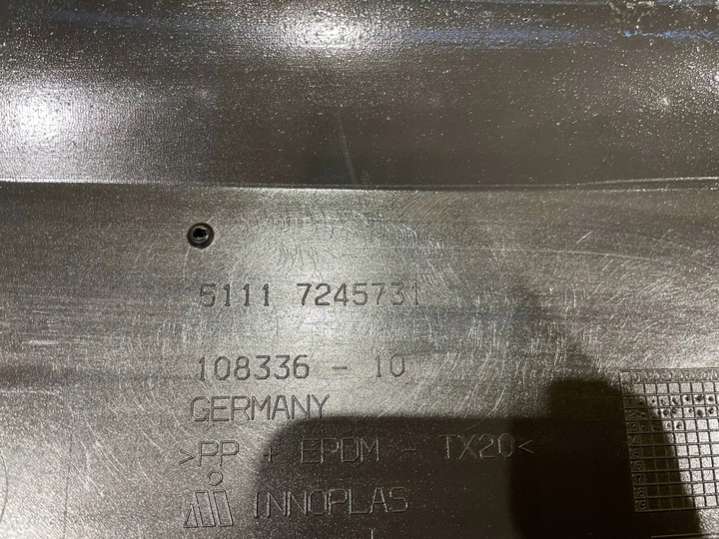 5111 7245731
108336 - 10
GERMANY
>PP + EPDM - TX20<
INNOPLAS